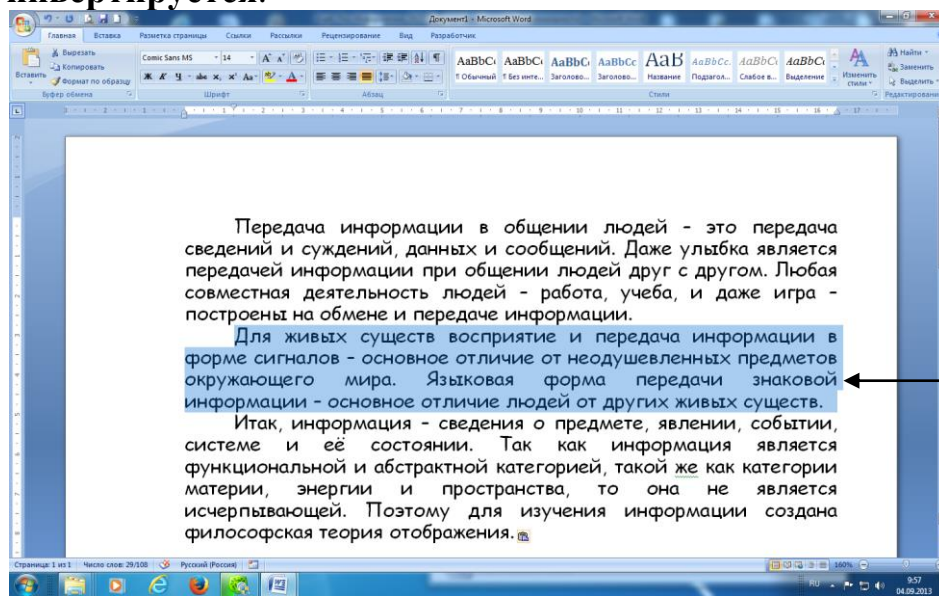 инвертируется.
Документ1 - Microsoft Word
Главная Вставка Разметка страницы Ссылки Рассылки Рецензирование Вид Разработчик
Вставить
Вырезать
Копировать
Формат по образцу
Буфер обмена
Comic Sans MS 14
Шрифт
Абзац
AaBbCc AaBbCc AaBbC AaBbCc AaB AaBbCc. AaBbCc AaBbCc
¶ Обычный ¶ Без инте... Заголово... Заголово... Название Подзагол... Слабое в... Выделение
Изменить стили
Стили
Найти
Заменить
Выделить
Редактирование
Передача информации в общении людей - это передача
сведений и суждений, данных и сообщений. Даже улыбка является
передачей информации при общении людей друг с другом. Любая
совместная деятельность людей - работа, учеба, и даже игра -
построены на обмене и передаче информации.
Для живых существ восприятие и передача информации в
форме сигналов - основное отличие от неодушевленных предметов
окружающего мира. Языковая форма передачи знаковой
информации - основное отличие людей от других живых существ.
Итак, информация - сведения о предмете, явлении, событии,
системе и её состоянии. Так как информация является
функциональной и абстрактной категорией, такой же как категории
материи, энергии и пространства, то она не является
исчерпывающей. Поэтому для изучения информации создана
философская теория отображения.
Страница: 1 из 1 Число слов: 29/108 Русский (Россия) 160%
RU 9:57
04.09.2013